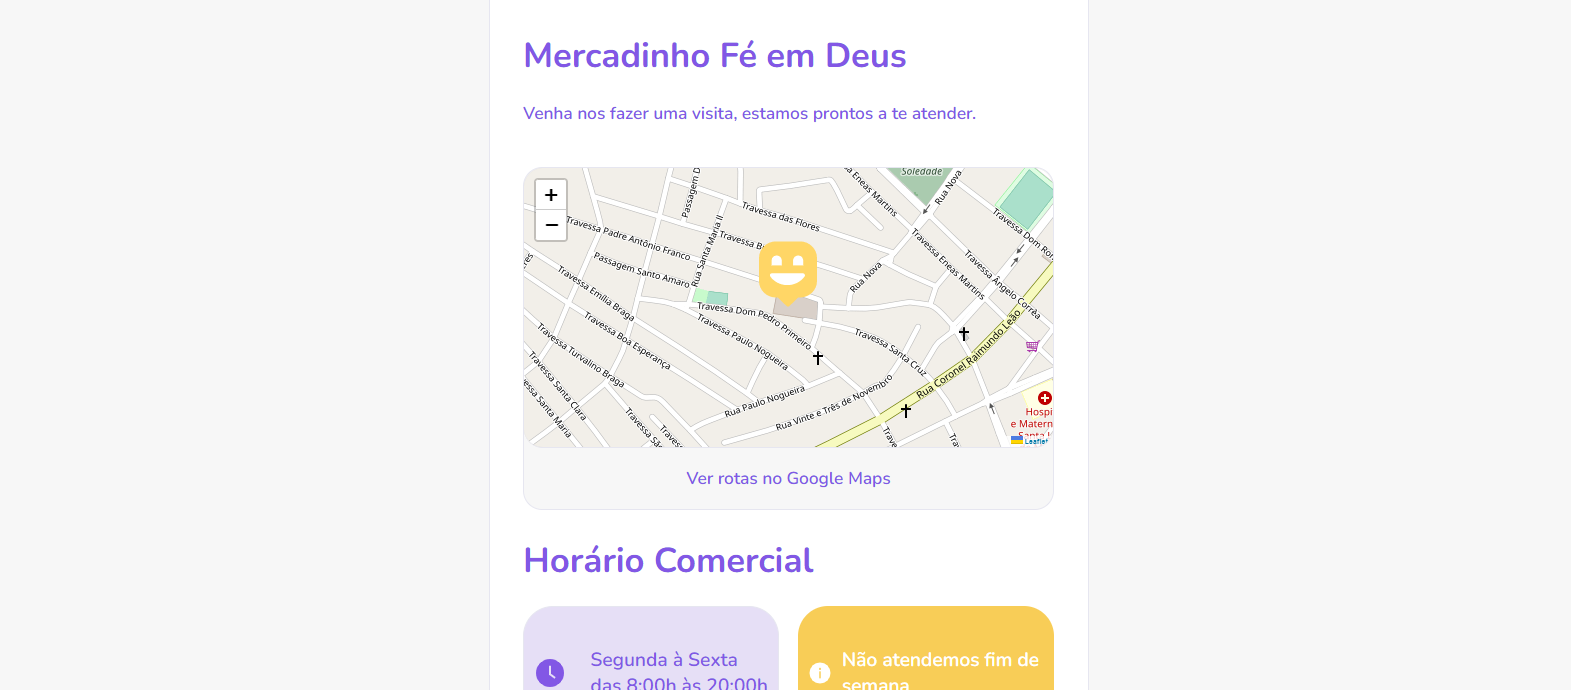 Mercadinho Fé em Deus
Venha nos fazer uma visita, estamos prontos a te atender.
+
−
Soledade
Rua Nova
Travessa Eneas Martins
Travessa das Flores
Travessa Padre Antônio Franco
Rua Santa Maria II
Passagem Santo Amaro
Travessa Dom
Rua Nova
Travessa Eneas Martins
Travessa Ângelo Corrêa
Travessa Emília Braga
Travessa Dom Pedro Primeiro
Travessa Paulo Nogueira
Travessa Boa Esperança
Travessa Turvalino Braga
Travessa Santa Cruz
Rua Coronel Raimundo Leão
Travessa Santa Clara
Rua Paulo Nogueira
Rua Vinte e Três de Novembro
Leaflet
Ver rotas no Google Maps
Horário Comercial
Segunda à Sexta
das 8:00h às 20:00h
Não atendemos fim de
semana